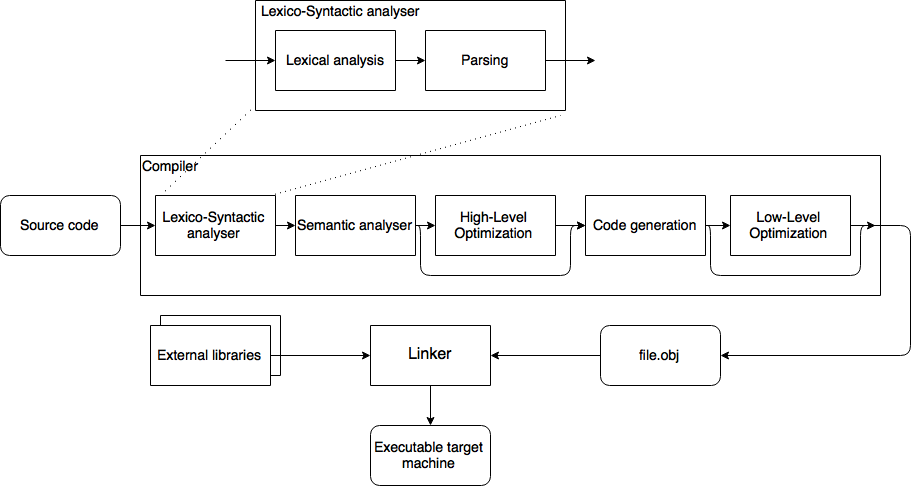 Lexico-Syntactic analyser
Lexical analysis
Parsing
Compiler
Source code
Lexico-Syntactic
analyser
Semantic analyser
High-Level
Optimization
Code generation
Low-Level
Optimization
External libraries
Linker
file.obj
Executable target
machine